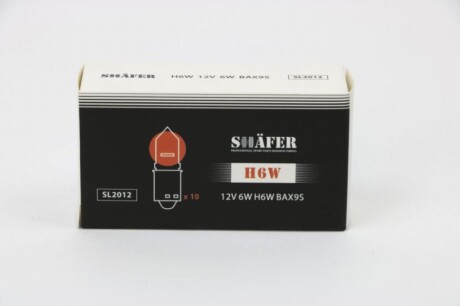 SHÄFER H6W 12V 6W BAX9S SL2012
SHÄFER
H6W
SL2012
x 10
12V 6W H6W BAX9S